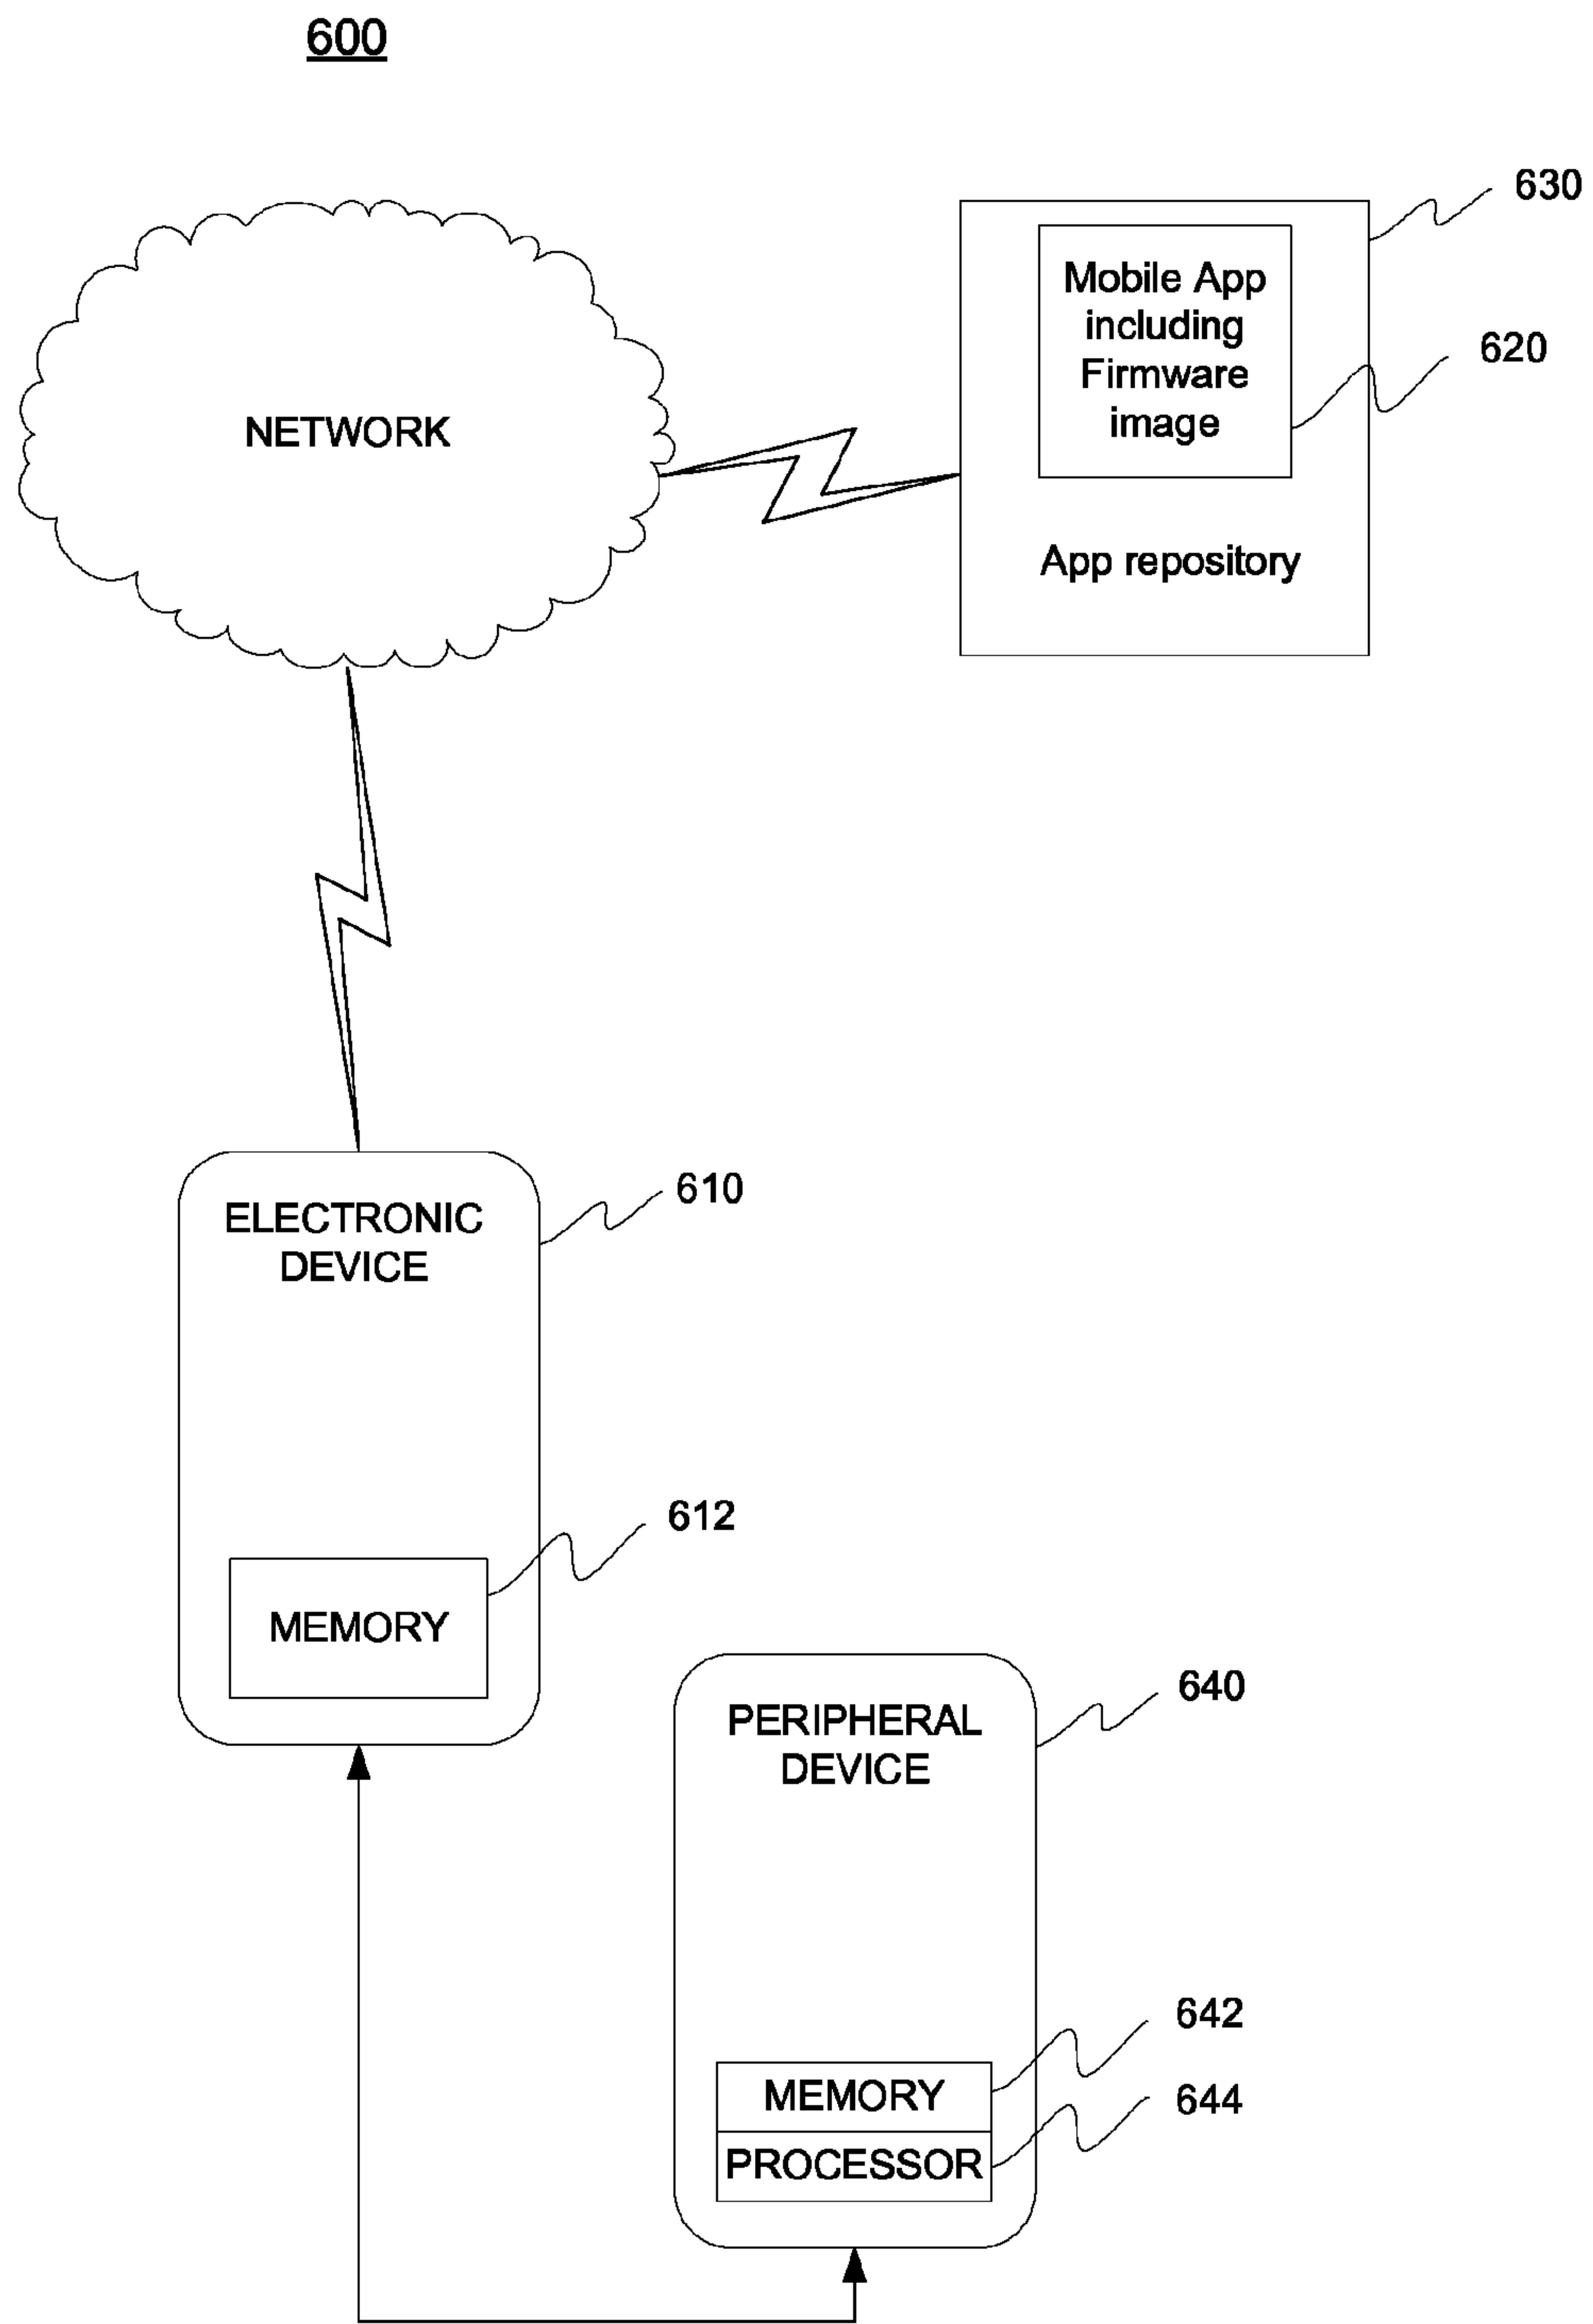 600
630
Mobile App
including
Firmware
image
620
NETWORK
App repository
610
ELECTRONIC
DEVICE
612
MEMORY
640
PERIPHERAL
DEVICE
642
MEMORY
644
PROCESSOR